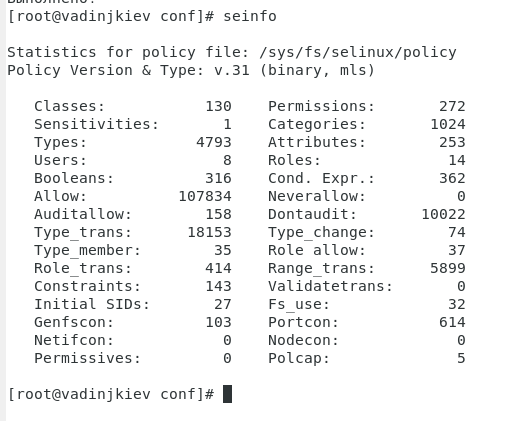 Выполнено!
[root@vadinjkiev conf]# seinfo
Statistics for policy file: /sys/fs/selinux/policy
Policy Version & Type: v.31 (binary, mls)
Classes: 130 Permissions: 272
Sensitivities: 1 Categories: 1024
Types: 4793 Attributes: 253
Users: 8 Roles: 14
Booleans: 316 Cond. Expr.: 362
Allow: 107834 Neverallow: 0
Auditallow: 158 Dontaudit: 10022
Type_trans: 18153 Type_change: 74
Type_member: 35 Role allow: 37
Role_trans: 414 Range_trans: 5899
Constraints: 143 Validatetrans: 0
Initial SIDs: 27 Fs_use: 32
Genfscon: 103 Portcon: 614
Netifcon: 0 Nodecon: 0
Permissives: 0 Polcap: 5
[root@vadinjkiev conf]#